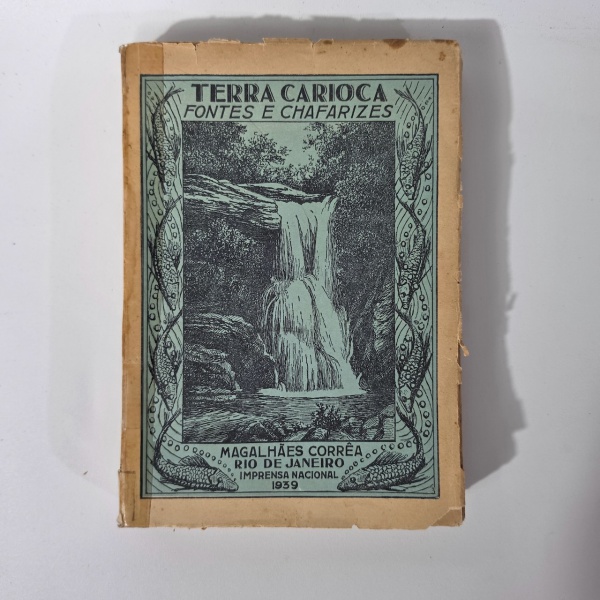 TERRA CARIOCA
FONTES E CHAFARIZES
MAGALHÃES CORRÊA
RIO DE JANEIRO
IMPRENSA NACIONAL
1939